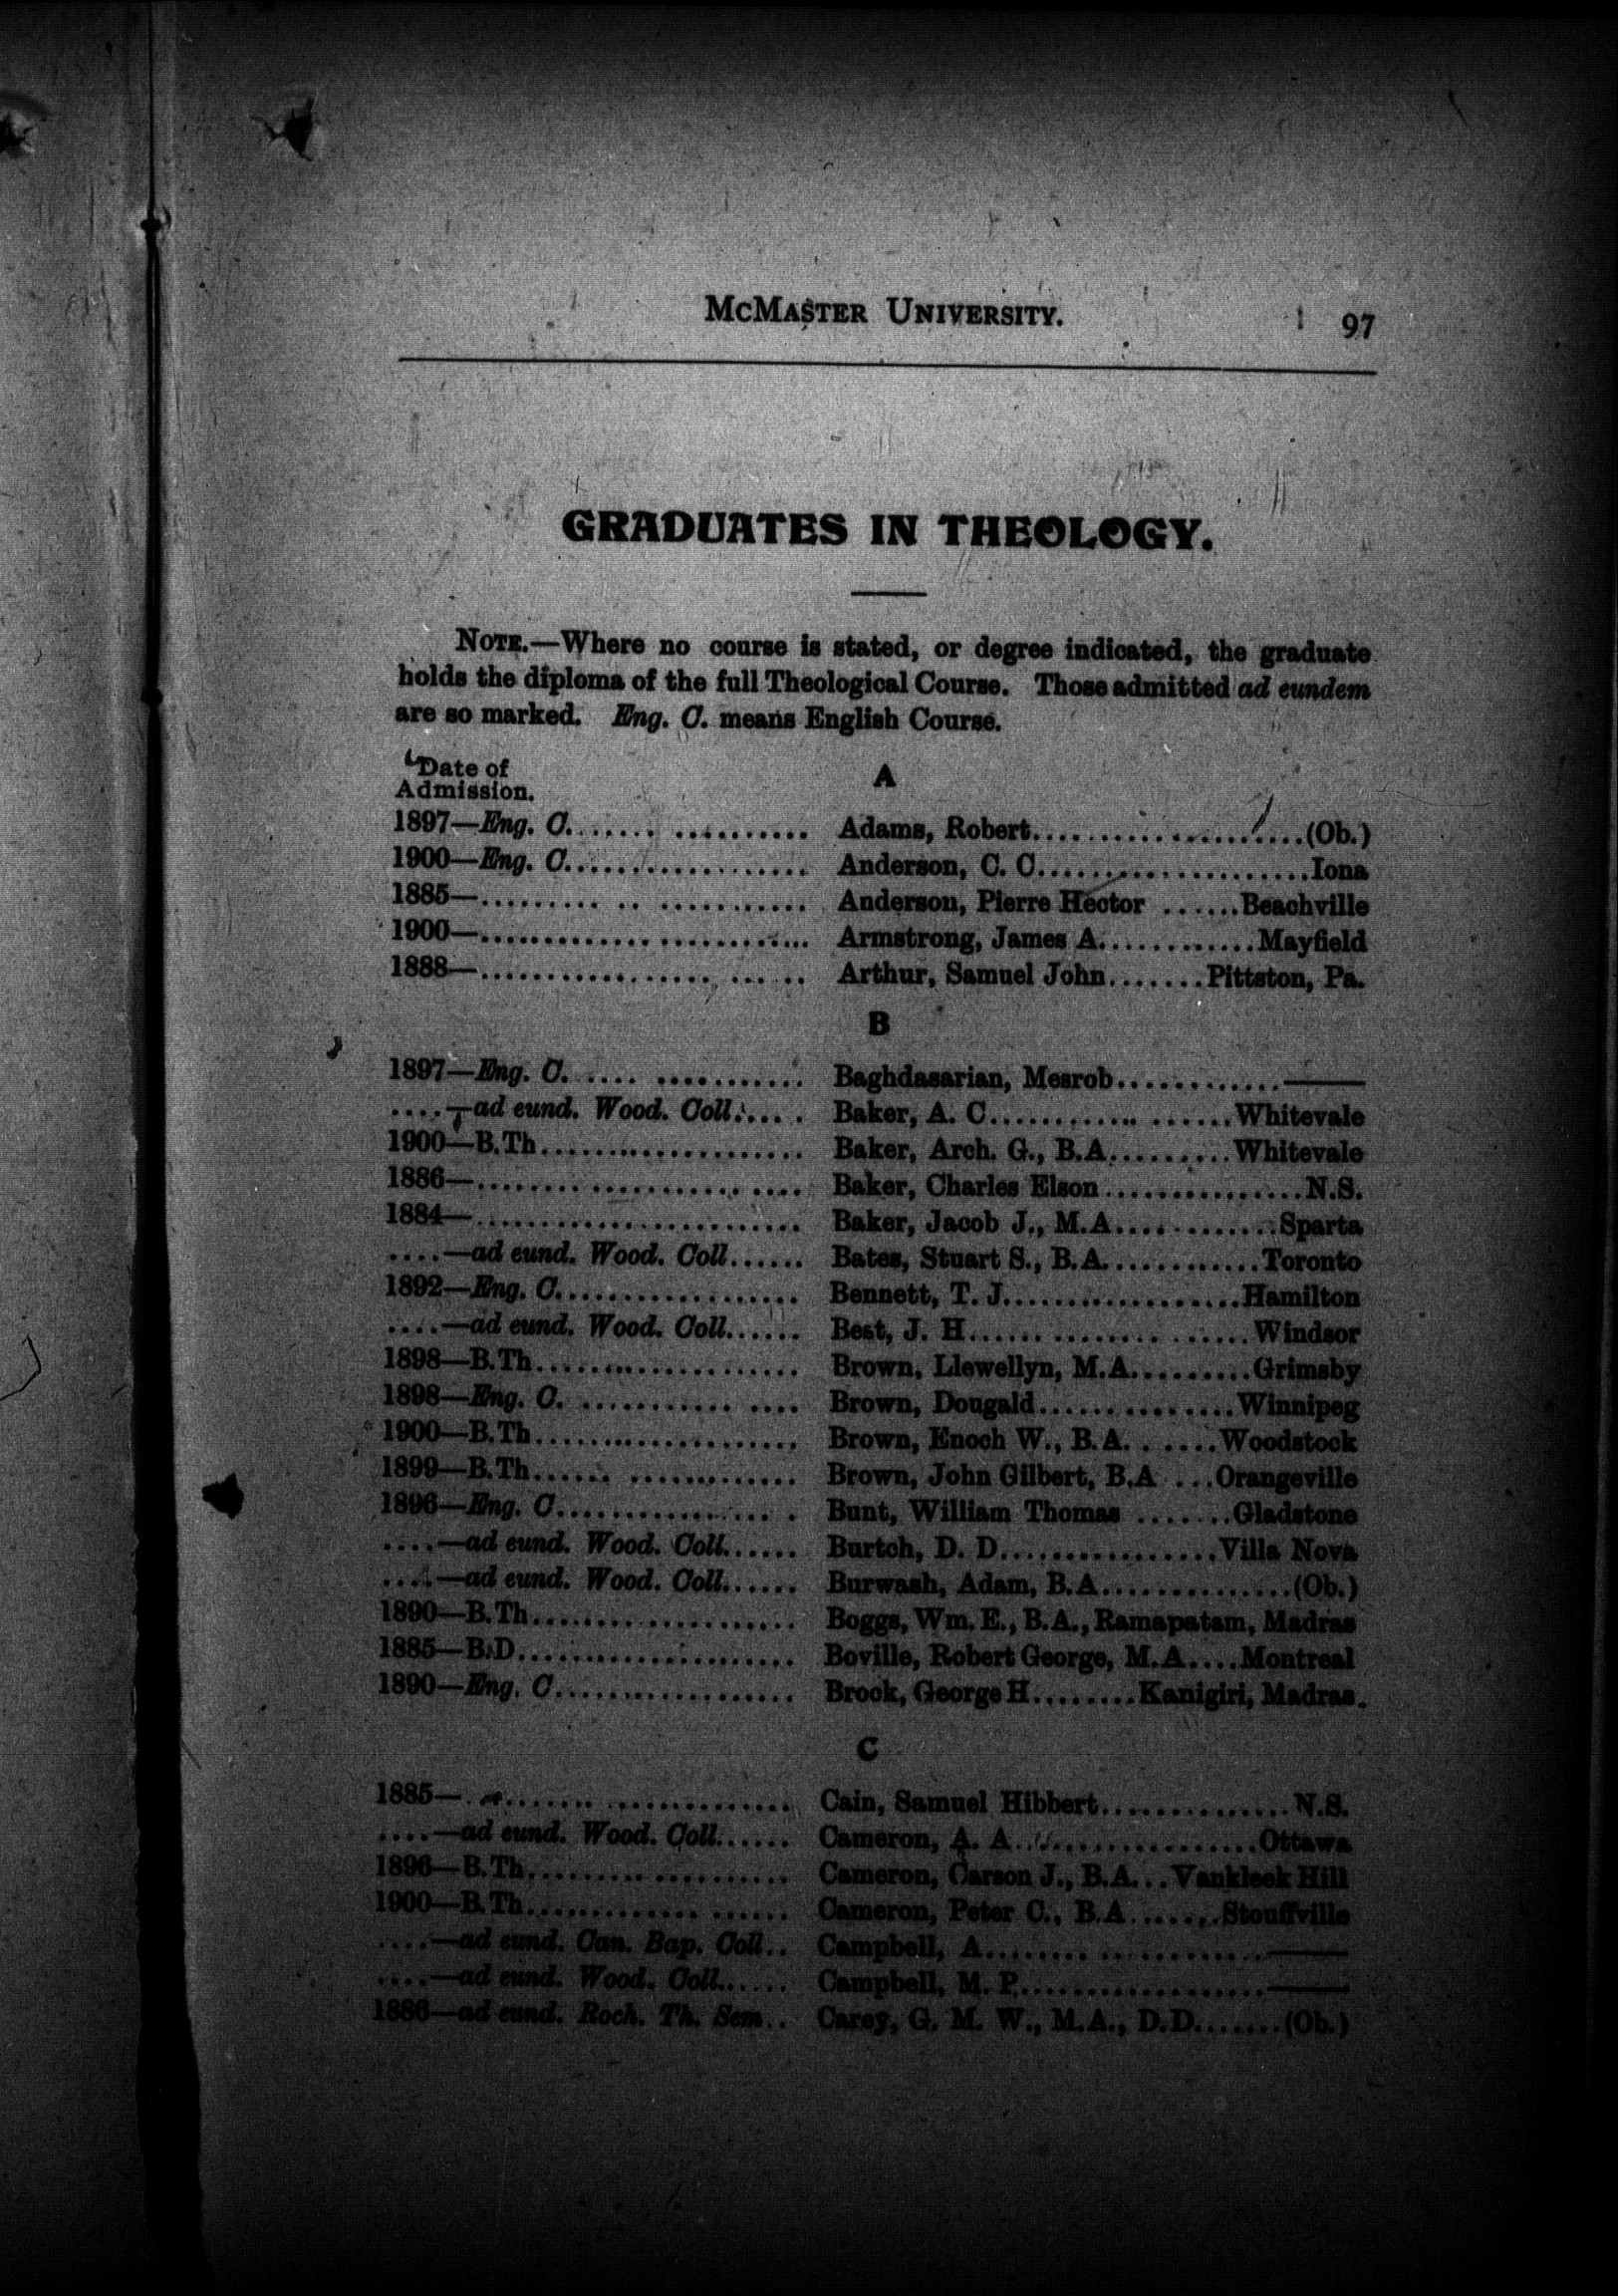 McMaster University.
97
GRADUATES IN THEOLOGY.
Note.—Where no course is stated, or degree indicated, the graduate
holds the diploma of the full Theological Course. Those admitted ad eundem
are so marked. Eng. C. means English Course.
Date of
Admission.
A
1897—Eng. C. .................. Adams, Robert.....................(Ob.)
1900—Eng. C................... Anderson, C. C.....................Iona
1885—......................... Anderson, Pierre Hector ......Beachville
1900—......................... Armstrong, James A............Mayfield
1888—......................... Arthur, Samuel John.......Pittston, Pa.
B
1897—Eng. C. ................ Baghdasarian, Mesrob.............——
....—ad eund. Wood. Coll...... Baker, A. C...................Whitevale
1900—B.Th..................... Baker, Arch. G., B.A.........Whitevale
1886—......................... Baker, Charles Elson................N.S.
1884—......................... Baker, Jacob J., M.A.............Sparta
....—ad eund. Wood. Coll...... Bates, Stuart S., B.A............Toronto
1892—Eng. C................... Bennett, T. J...................Hamilton
....—ad eund. Wood. Coll...... Best, J. H......................Windsor
1898—B.Th..................... Brown, Llewellyn, M.A.........Grimsby
1898—Eng. C. ................ Brown, Dougald...............Winnipeg
1900—B.Th..................... Brown, Enoch W., B.A.......Woodstock
1899—B.Th..................... Brown, John Gilbert, B.A ...Orangeville
1896—Eng. C................... Bunt, William Thomas .......Gladstone
....—ad eund. Wood. Coll...... Burtch, D. D.................Villa Nova
....—ad eund. Wood. Coll...... Burwash, Adam, B.A...............(Ob.)
1890—B.Th..................... Boggs, Wm. E., B.A., Ramapatam, Madras
1885—B.D...................... Boville, Robert George, M.A....Montreal
1890—Eng. C................... Brock, George H........Kanigiri, Madras.
C
1885—......................... Cain, Samuel Hibbert...............N.S.
....—ad eund. Wood. Coll...... Cameron, A. A...................Ottawa
1896—B.Th..................... Cameron, Carson J., B.A...Vankleek Hill
1900—B.Th..................... Cameron, Peter C., B.A.......Stouffville
....—ad eund. Can. Bap. Coll.. Campbell, A......................——
....—ad eund. Wood. Coll...... Campbell, M. P...................——
1886—ad eund. Roch. Th. Sem.. Carey, G. M. W., M.A., D.D.......(Ob.)